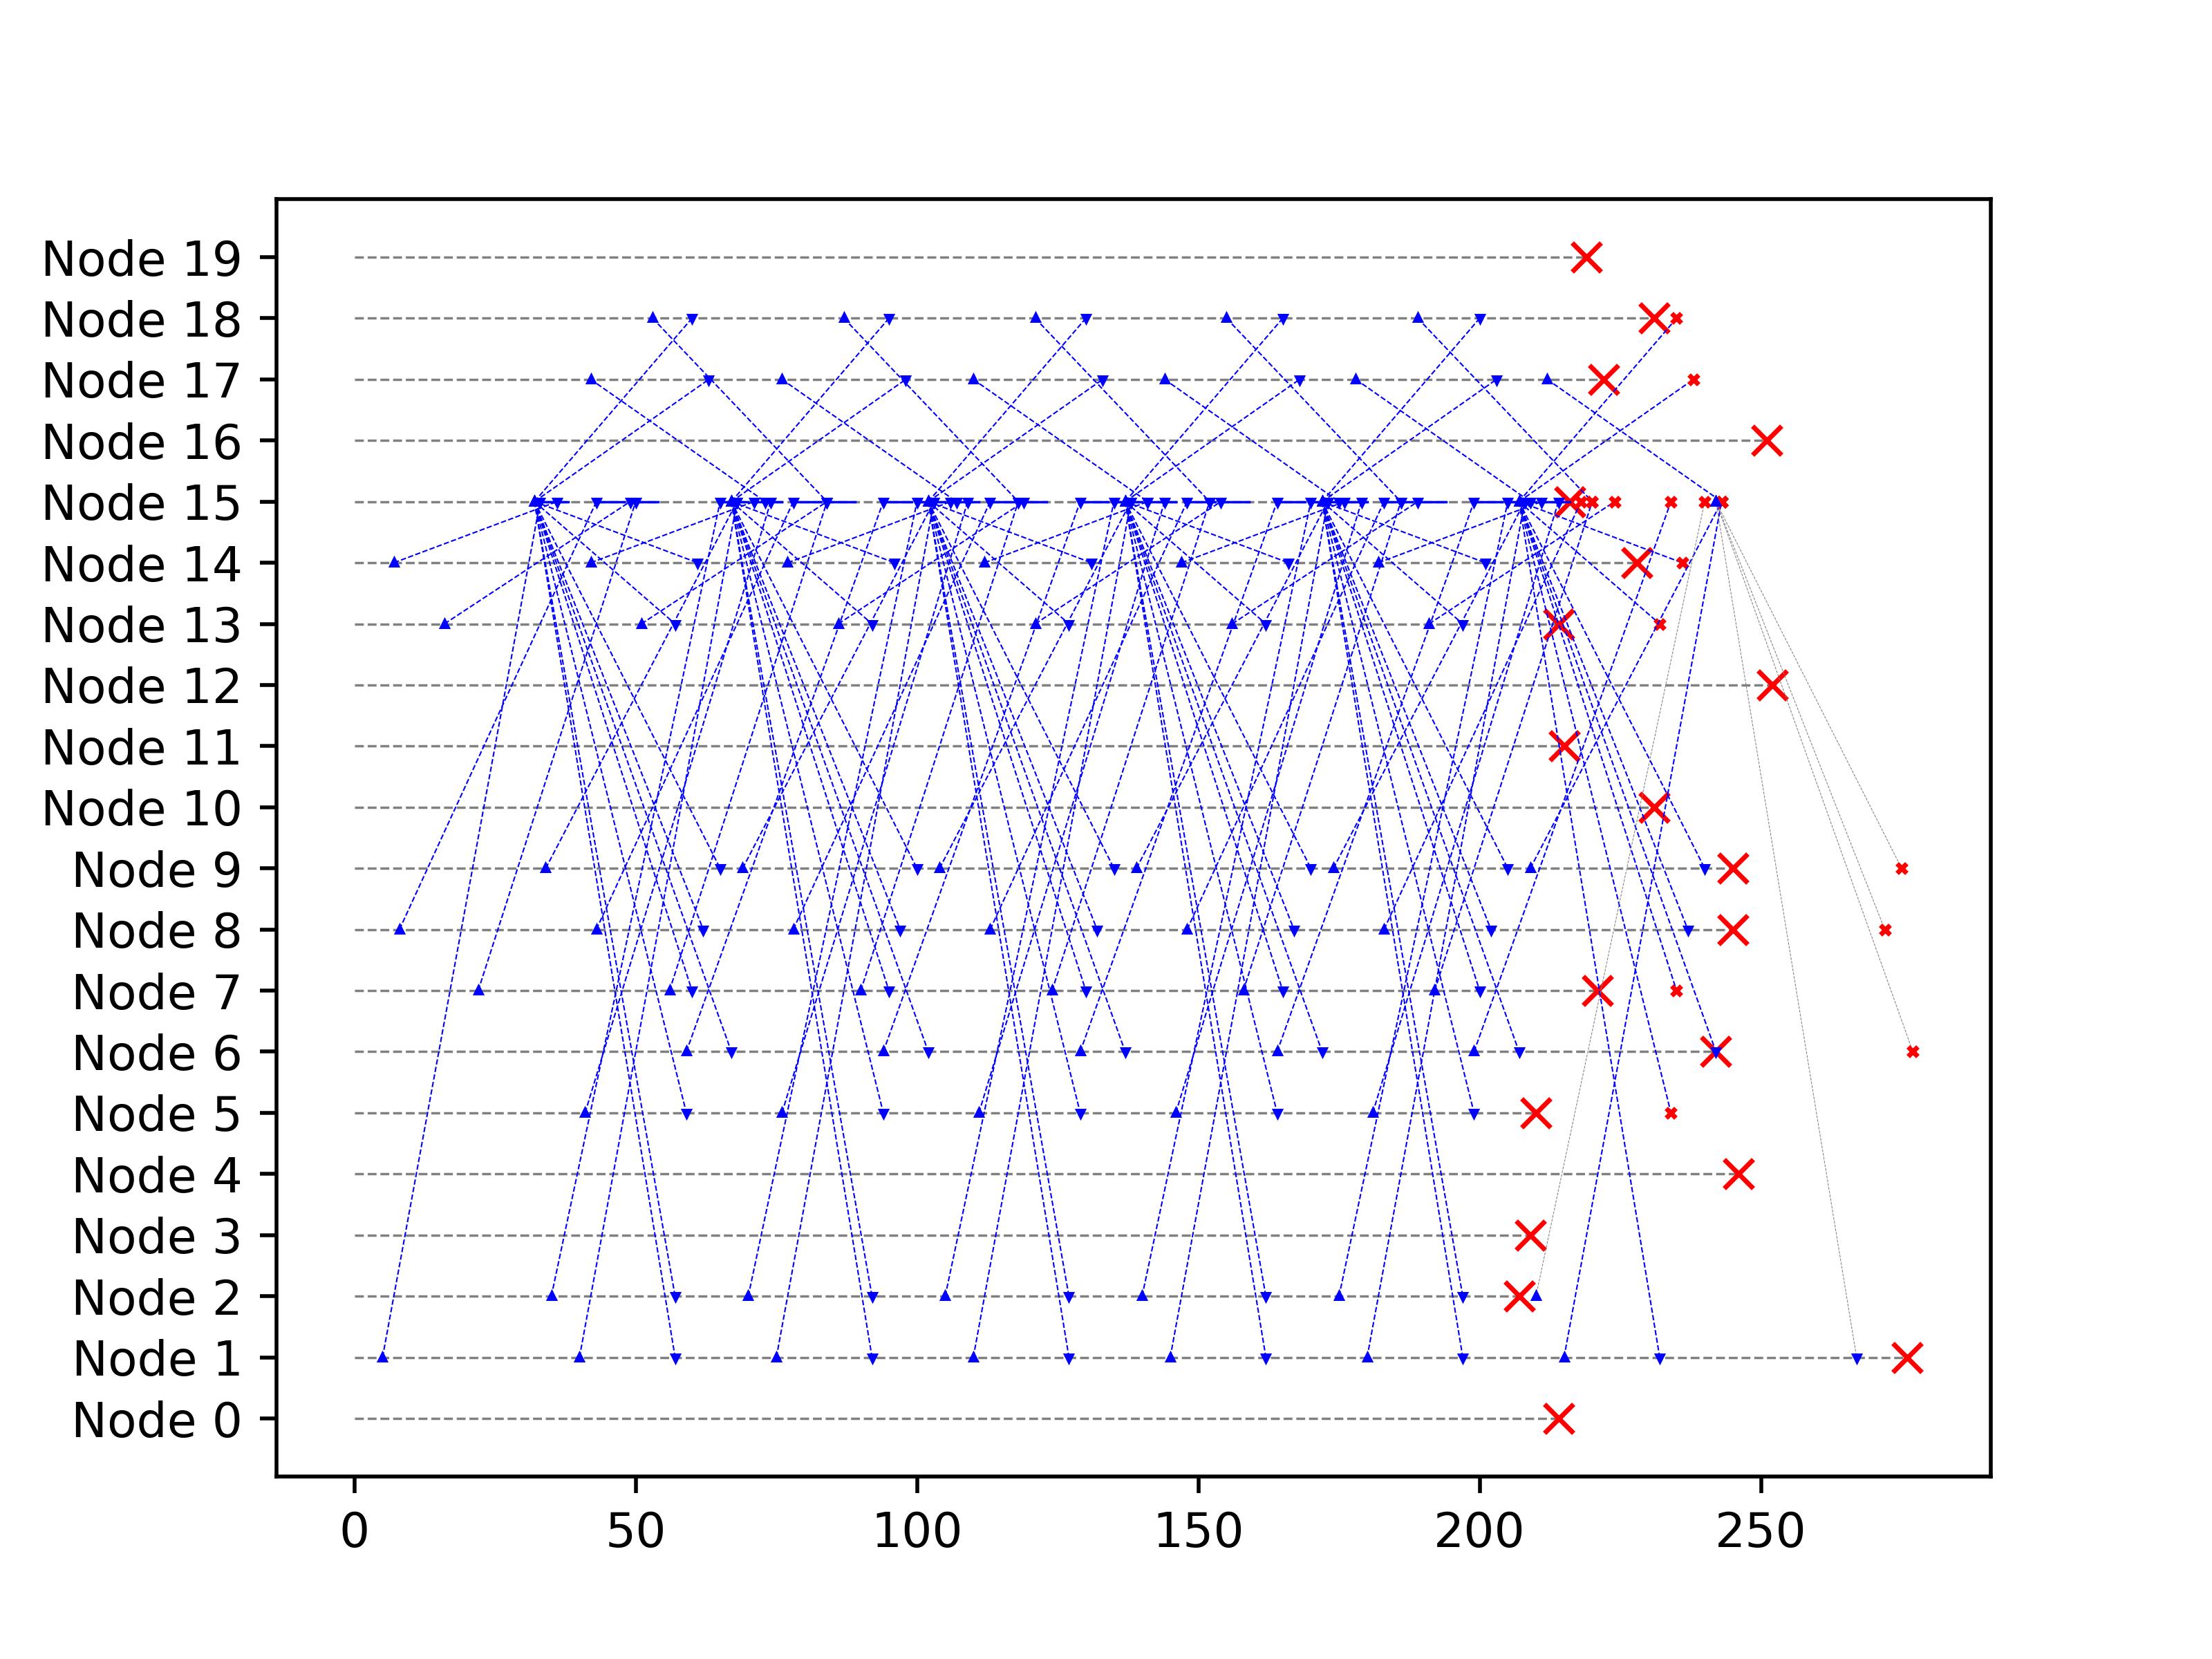 Node 19
Node 18
Node 17
Node 16
Node 15
Node 14
Node 13
Node 12
Node 11
Node 10
Node 9
Node 8
Node 7
Node 6
Node 5
Node 4
Node 3
Node 2
Node 1
Node 0
0 50 100 150 200 250